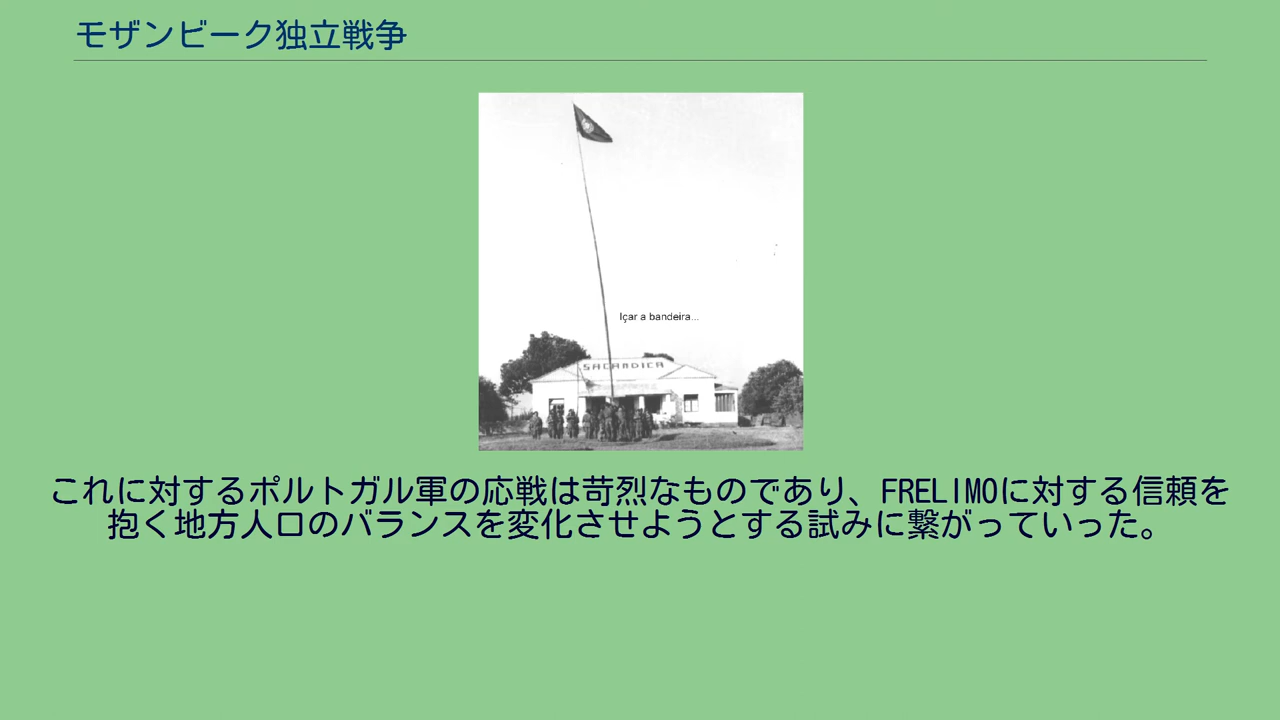 モザンビーク独立戦争
Içar a bandeira...
SACANDICA
これに対するポルトガル軍の応戦は苛烈なものであり、FRELIMOに対する信頼を
抱く地方人口のバランスを変化させようとする試みに繋がっていった。